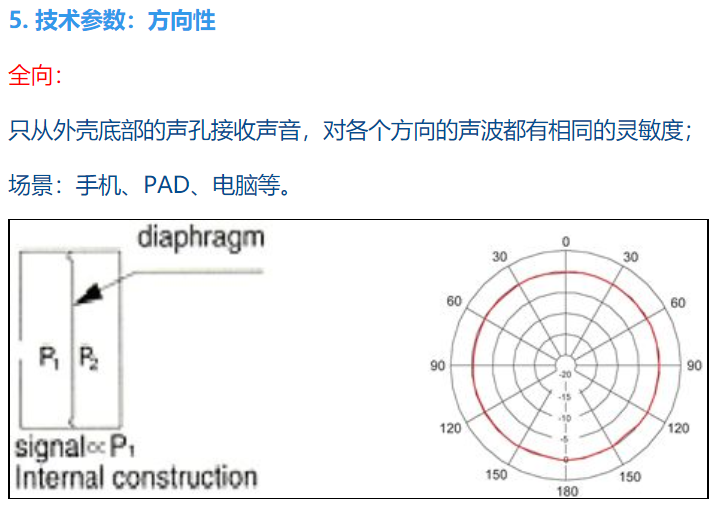 5. 技术参数：方向性
全向：
只从外壳底部的声孔接收声音，对各个方向的声波都有相同的灵敏度；
场景：手机、PAD、电脑等。
diaphragm
P₁ P₂
signal∝P₁
Internal construction
0
30 30
60 60
90 90
120 120
150 150
180
-20
-15
-10
-5
0